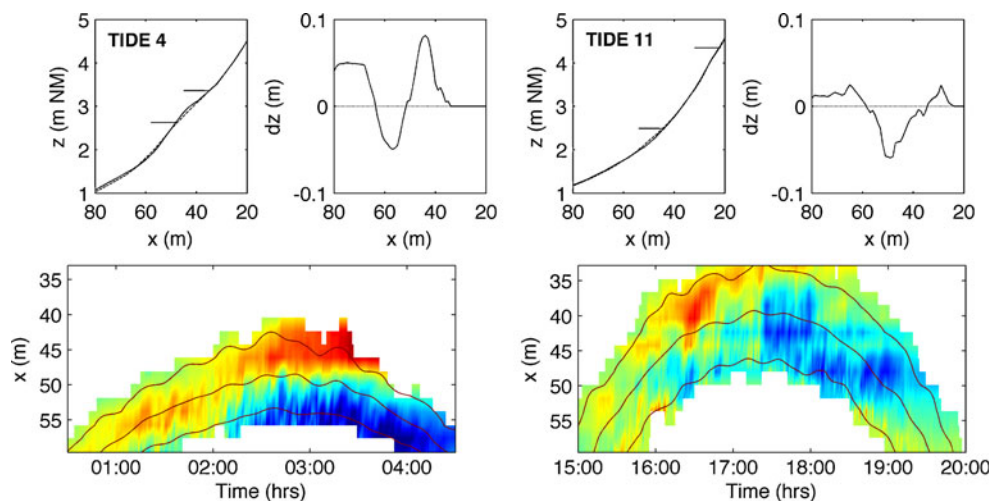 5
4
3
2
1
z (m NM)
TIDE 4
80 60 40 20
x (m)
0.1
0
-0.1
dz (m)
80 60 40 20
x (m)
5
4
3
2
1
z (m NM)
TIDE 11
80 60 40 20
x (m)
0.1
0
-0.1
dz (m)
80 60 40 20
x (m)
35
40
45
50
55
x (m)
01:00 02:00 03:00 04:00
Time (hrs)
35
40
45
50
55
x (m)
15:00 16:00 17:00 18:00 19:00 20:00
Time (hrs)